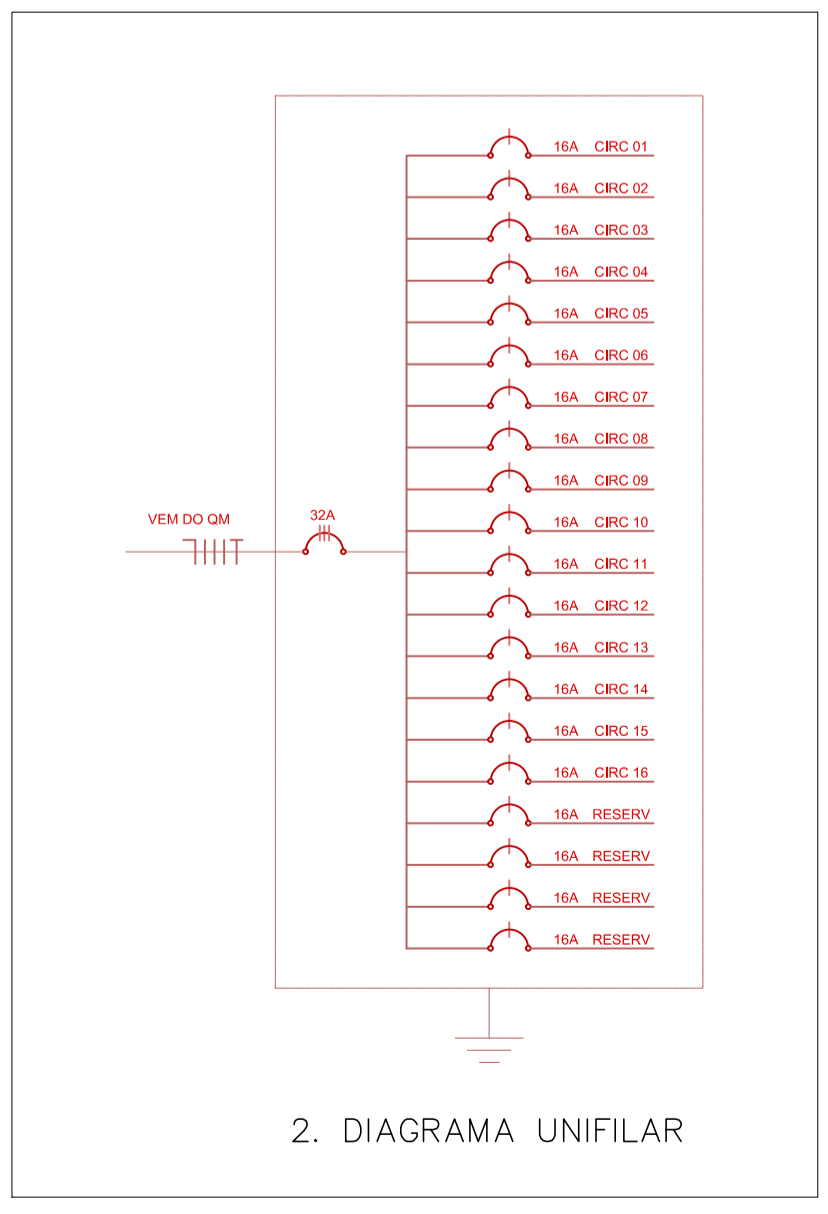 16A CIRC 01
16A CIRC 02
16A CIRC 03
16A CIRC 04
16A CIRC 05
16A CIRC 06
16A CIRC 07
16A CIRC 08
16A CIRC 09
VEM DO QM
32A
16A CIRC 10
16A CIRC 11
16A CIRC 12
16A CIRC 13
16A CIRC 14
16A CIRC 15
16A CIRC 16
16A RESERV
16A RESERV
16A RESERV
16A RESERV
2. DIAGRAMA UNIFILAR